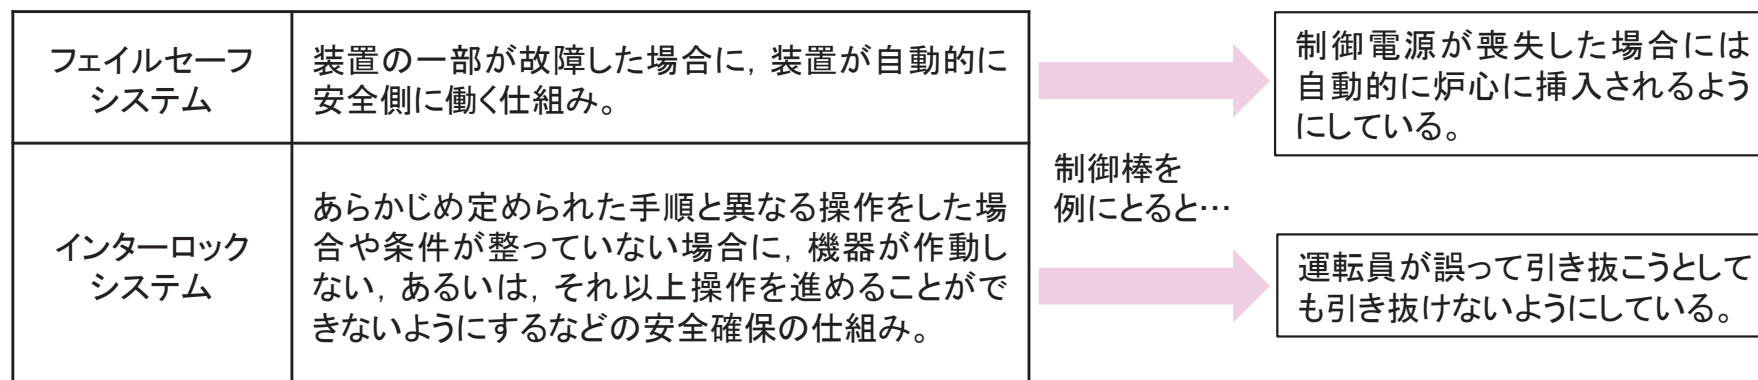 フェイルセーフ
システム
装置の一部が故障した場合に，装置が自動的に
安全側に働く仕組み。
制御電源が喪失した場合には
自動的に炉心に挿入されるよう
にしている。
制御棒を
例にとると…
インターロック
システム
あらかじめ定められた手順と異なる操作をした場
合や条件が整っていない場合に，機器が作動し
ない，あるいは，それ以上操作を進めることがで
きないようにするなどの安全確保の仕組み。
運転員が誤って引き抜こうとして
も引き抜けないようにしている。